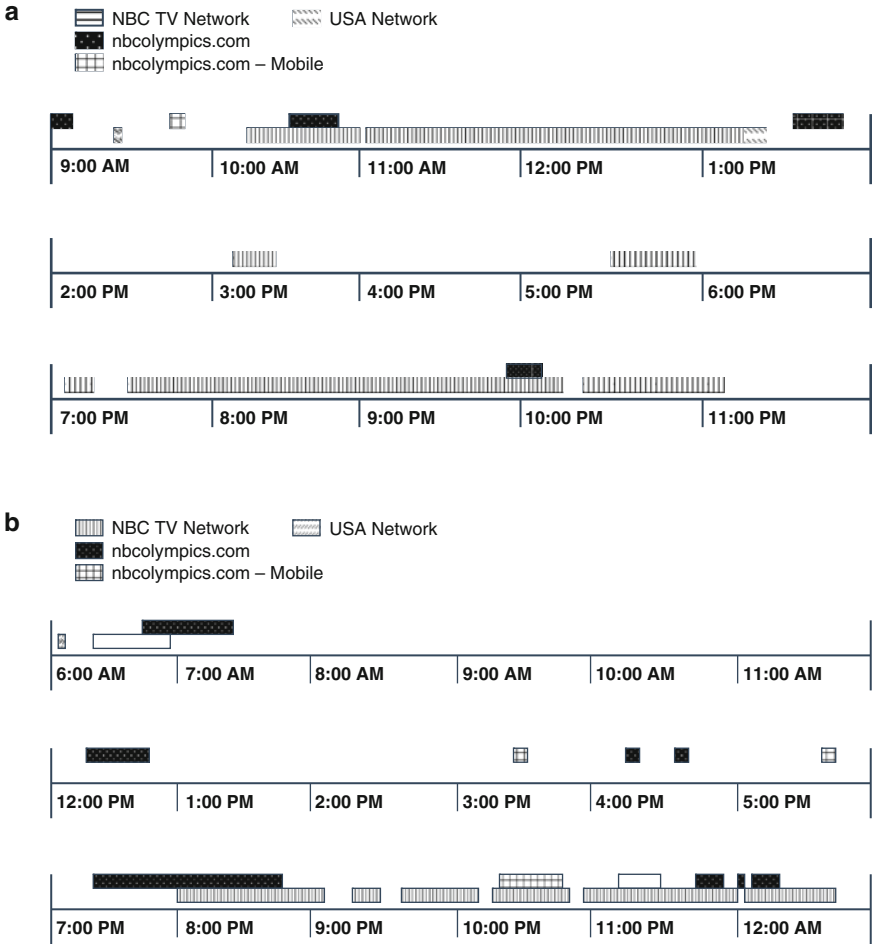 a
NBC TV Network USA Network
nbcolympics.com
nbcolympics.com – Mobile
9:00 AM 10:00 AM 11:00 AM 12:00 PM 1:00 PM
2:00 PM 3:00 PM 4:00 PM 5:00 PM 6:00 PM
7:00 PM 8:00 PM 9:00 PM 10:00 PM 11:00 PM
b
NBC TV Network USA Network
nbcolympics.com
nbcolympics.com – Mobile
6:00 AM 7:00 AM 8:00 AM 9:00 AM 10:00 AM 11:00 AM
12:00 PM 1:00 PM 2:00 PM 3:00 PM 4:00 PM 5:00 PM
7:00 PM 8:00 PM 9:00 PM 10:00 PM 11:00 PM 12:00 AM